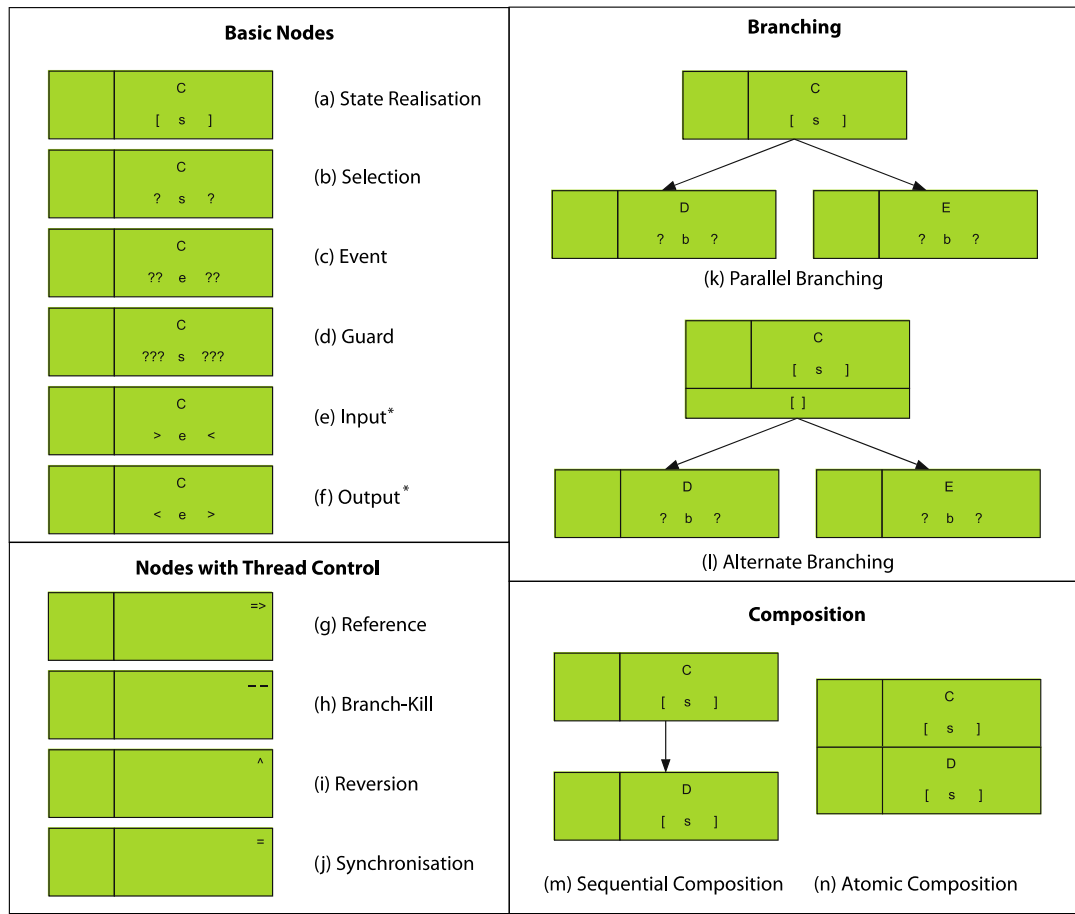 Basic Nodes
C
[ s ]
(a) State Realisation
C
? s ?
(b) Selection
C
?? e ??
(c) Event
C
??? s ???
(d) Guard
C
> e <
(e) Input*
C
< e >
(f) Output*
Nodes with Thread Control
=>
(g) Reference
– –
(h) Branch-Kill
^
(i) Reversion
=
(j) Synchronisation
Branching
C
[ s ]
D
? b ?
E
? b ?
(k) Parallel Branching
C
[ s ]
[ ]
D
? b ?
E
? b ?
(l) Alternate Branching
Composition
C
[ s ]
D
[ s ]
(m) Sequential Composition
C
[ s ]
D
[ s ]
(n) Atomic Composition